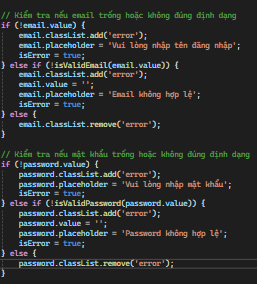 // Kiểm tra nếu email trống hoặc không đúng định dạng
if (!email.value) {
    email.classList.add('error');
    email.placeholder = 'Vui lòng nhập tên đăng nhập';
    isError = true;
} else if (!isValidEmail(email.value)) {
    email.classList.add('error');
    email.value = '';
    email.placeholder = 'Email không hợp lệ';
    isError = true;
} else {
    email.classList.remove('error');
}

// Kiểm tra nếu mật khẩu trống hoặc không đúng định dạng
if (!password.value) {
    password.classList.add('error');
    password.placeholder = 'Vui lòng nhập mật khẩu';
    isError = true;
} else if (!isValidPassword(password.value)) {
    password.classList.add('error');
    password.value = '';
    password.placeholder = 'Password không hợp lệ';
    isError = true;
} else {
    password.classList.remove('error');
}